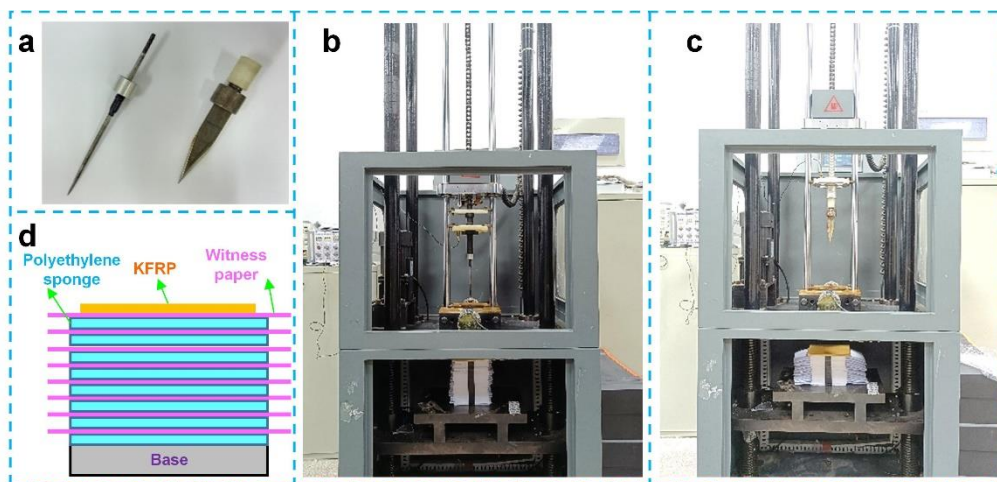 a
b
c
d
Polyethylene
sponge
KFRP
Witness
paper
Base